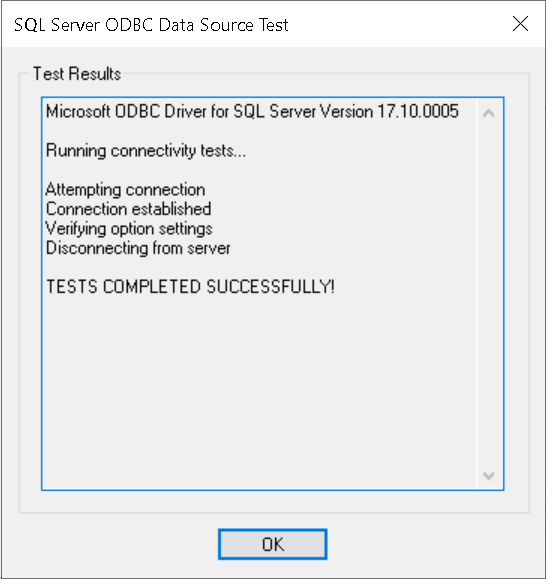 SQL Server ODBC Data Source Test
Test Results
Microsoft ODBC Driver for SQL Server Version 17.10.0005
Running connectivity tests...
Attempting connection
Connection established
Verifying option settings
Disconnecting from server
TESTS COMPLETED SUCCESSFULLY!
OK